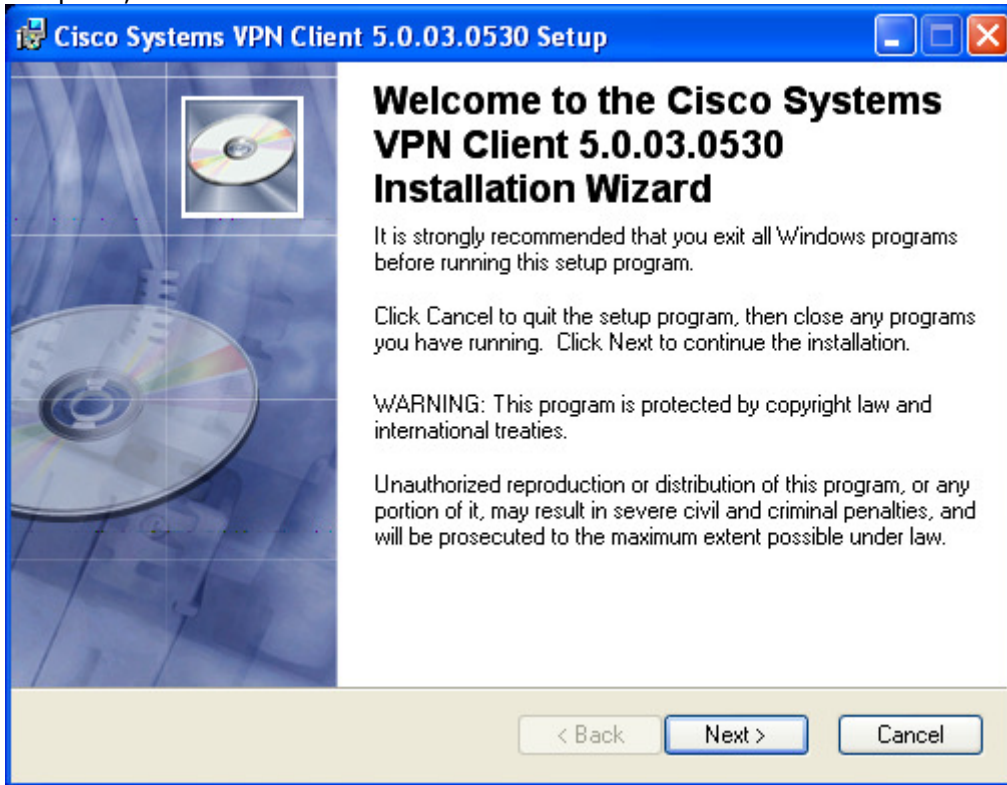 Cisco Systems VPN Client 5.0.03.0530 Setup
Welcome to the Cisco Systems
VPN Client 5.0.03.0530
Installation Wizard
It is strongly recommended that you exit all Windows programs
before running this setup program.
Click Cancel to quit the setup program, then close any programs
you have running.  Click Next to continue the installation.
WARNING: This program is protected by copyright law and
international treaties.
Unauthorized reproduction or distribution of this program, or any
portion of it, may result in severe civil and criminal penalties, and
will be prosecuted to the maximum extent possible under law.
< Back
Next >
Cancel